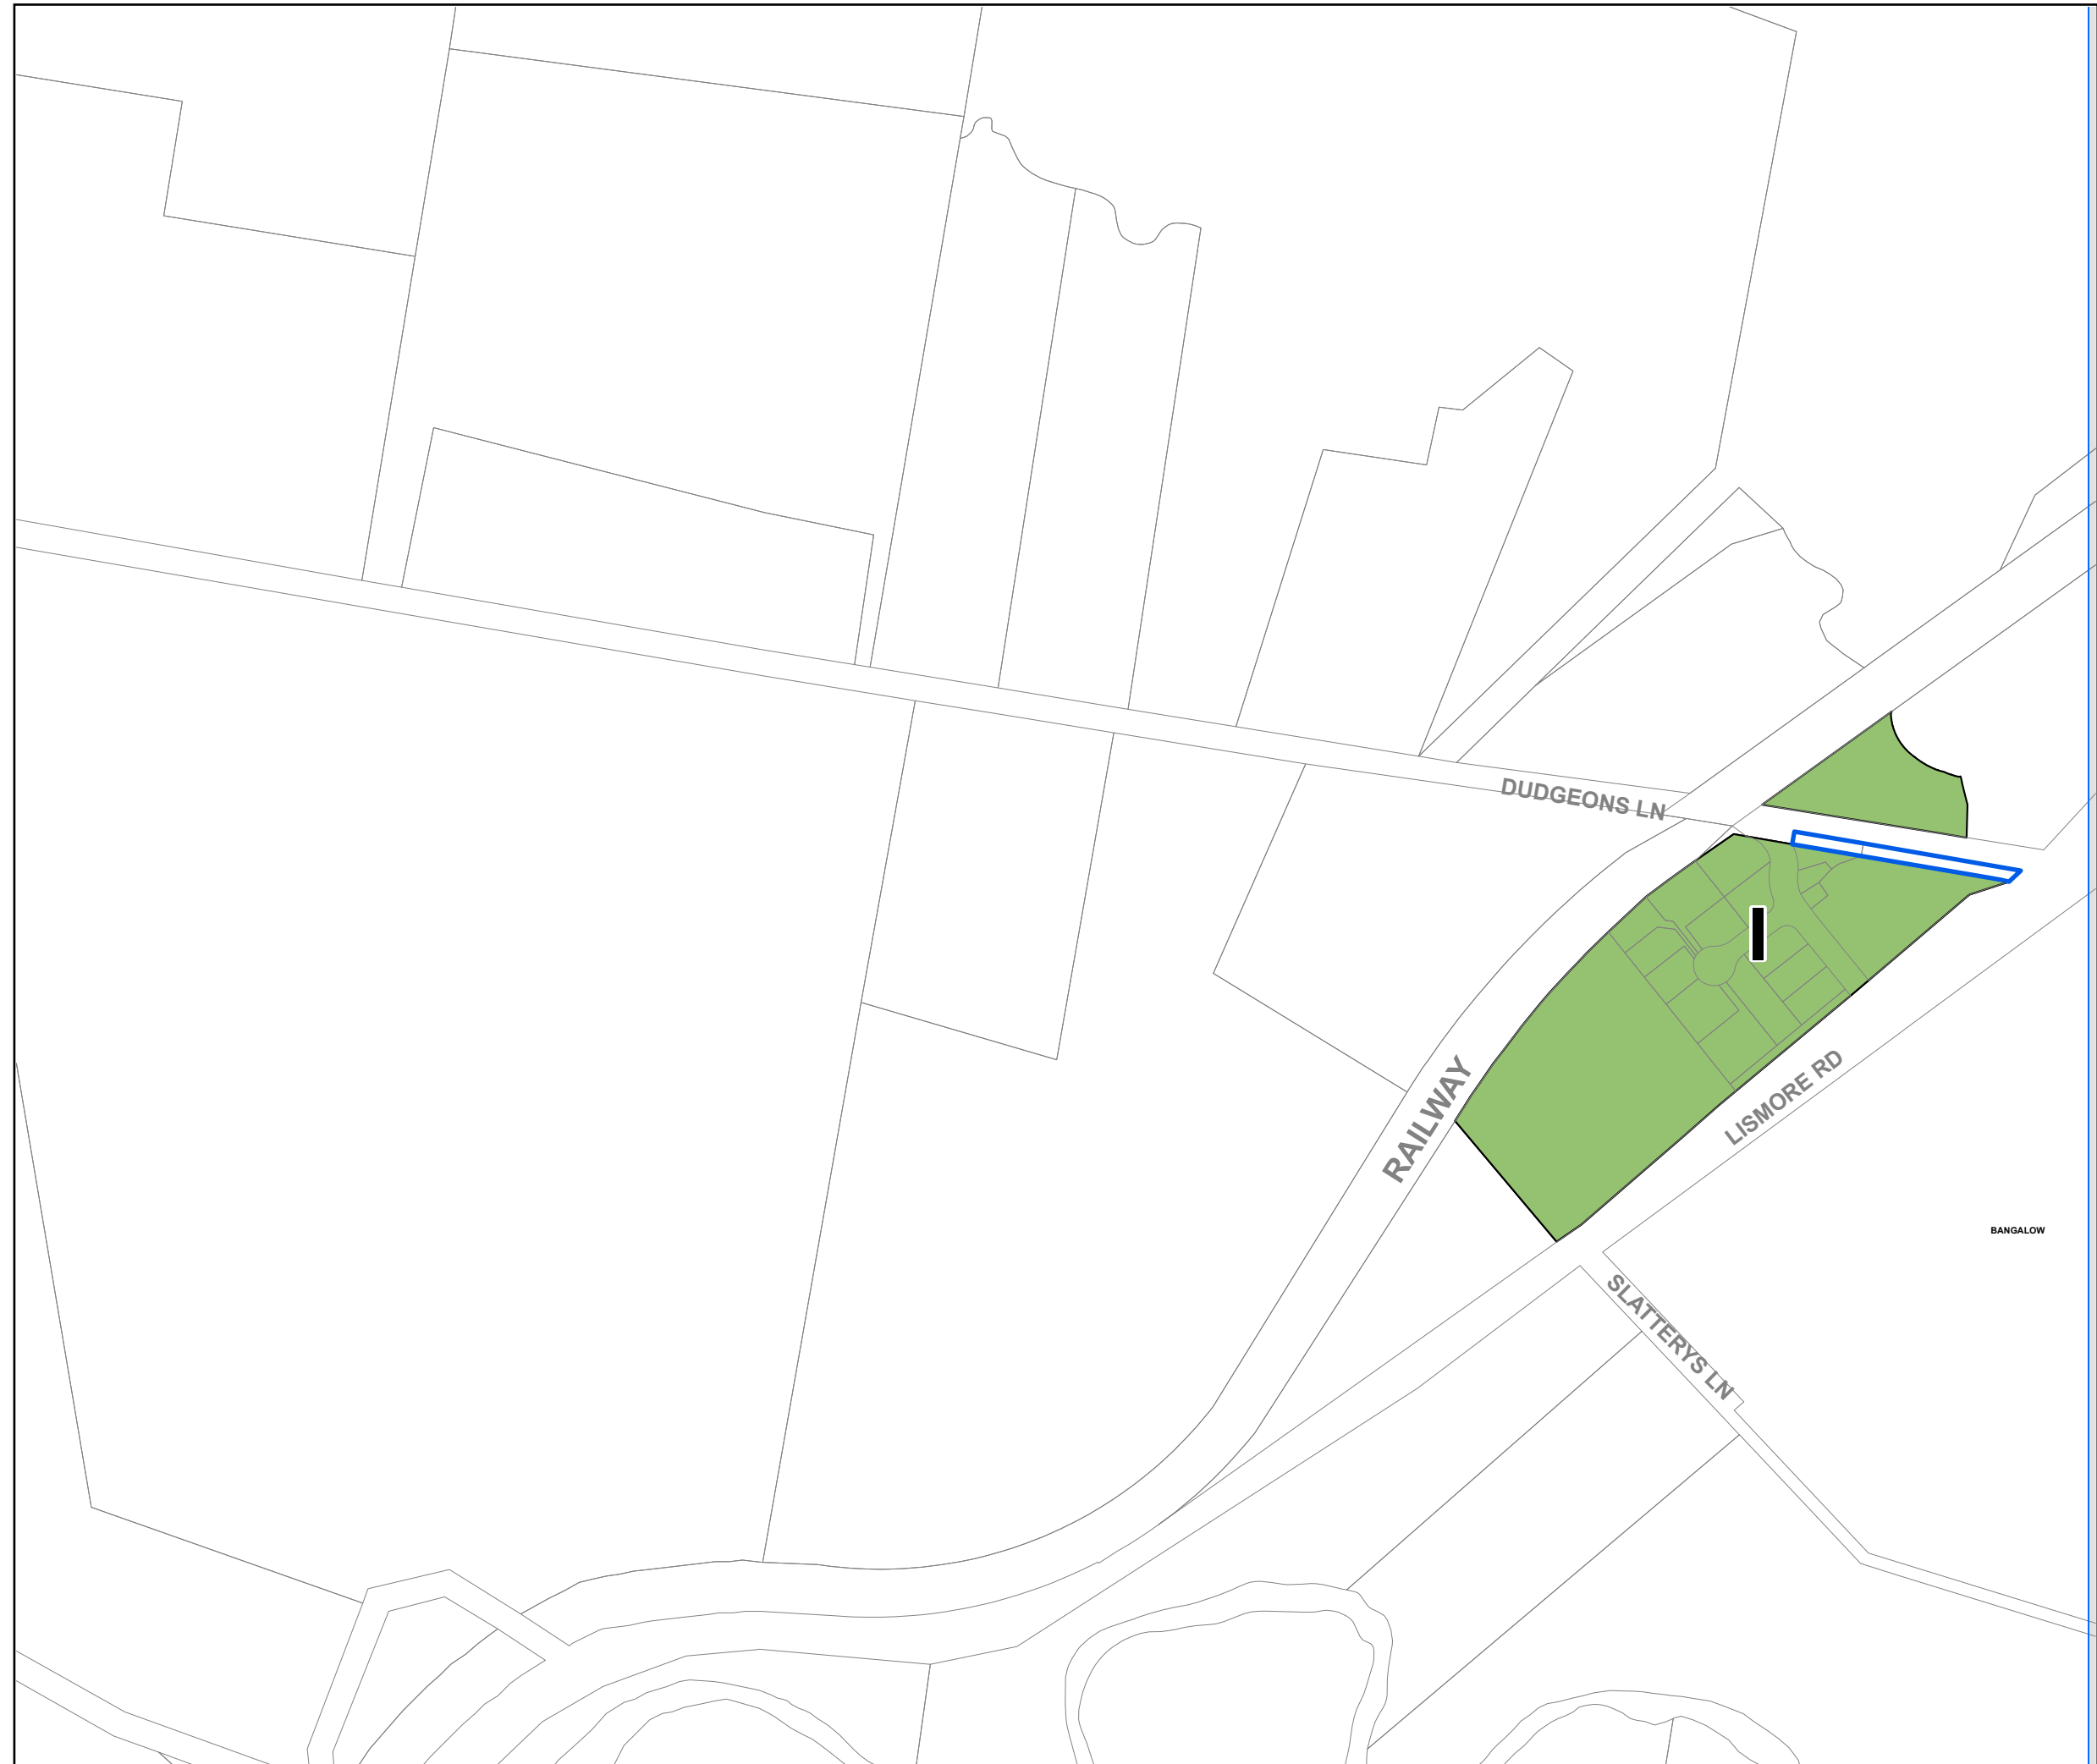 DUDGEONS LN
I
RAILWAY
LISMORE RD
BANGALOW
SLATTERYS LN